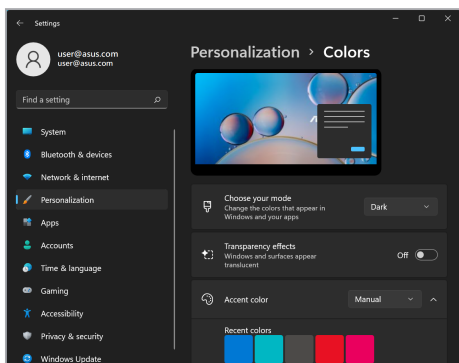 Settings
user@asus.com
user@asus.com
Find a setting
System
Bluetooth & devices
Network & internet
Personalization
Apps
Accounts
Time & language
Gaming
Accessibility
Privacy & security
Windows Update
Personalization > Colors
Choose your mode
Change the colors that appear in
Windows and your apps
Dark
Transparency effects
Windows and surfaces appear
translucent
Off
Accent color
Manual
Recent colors